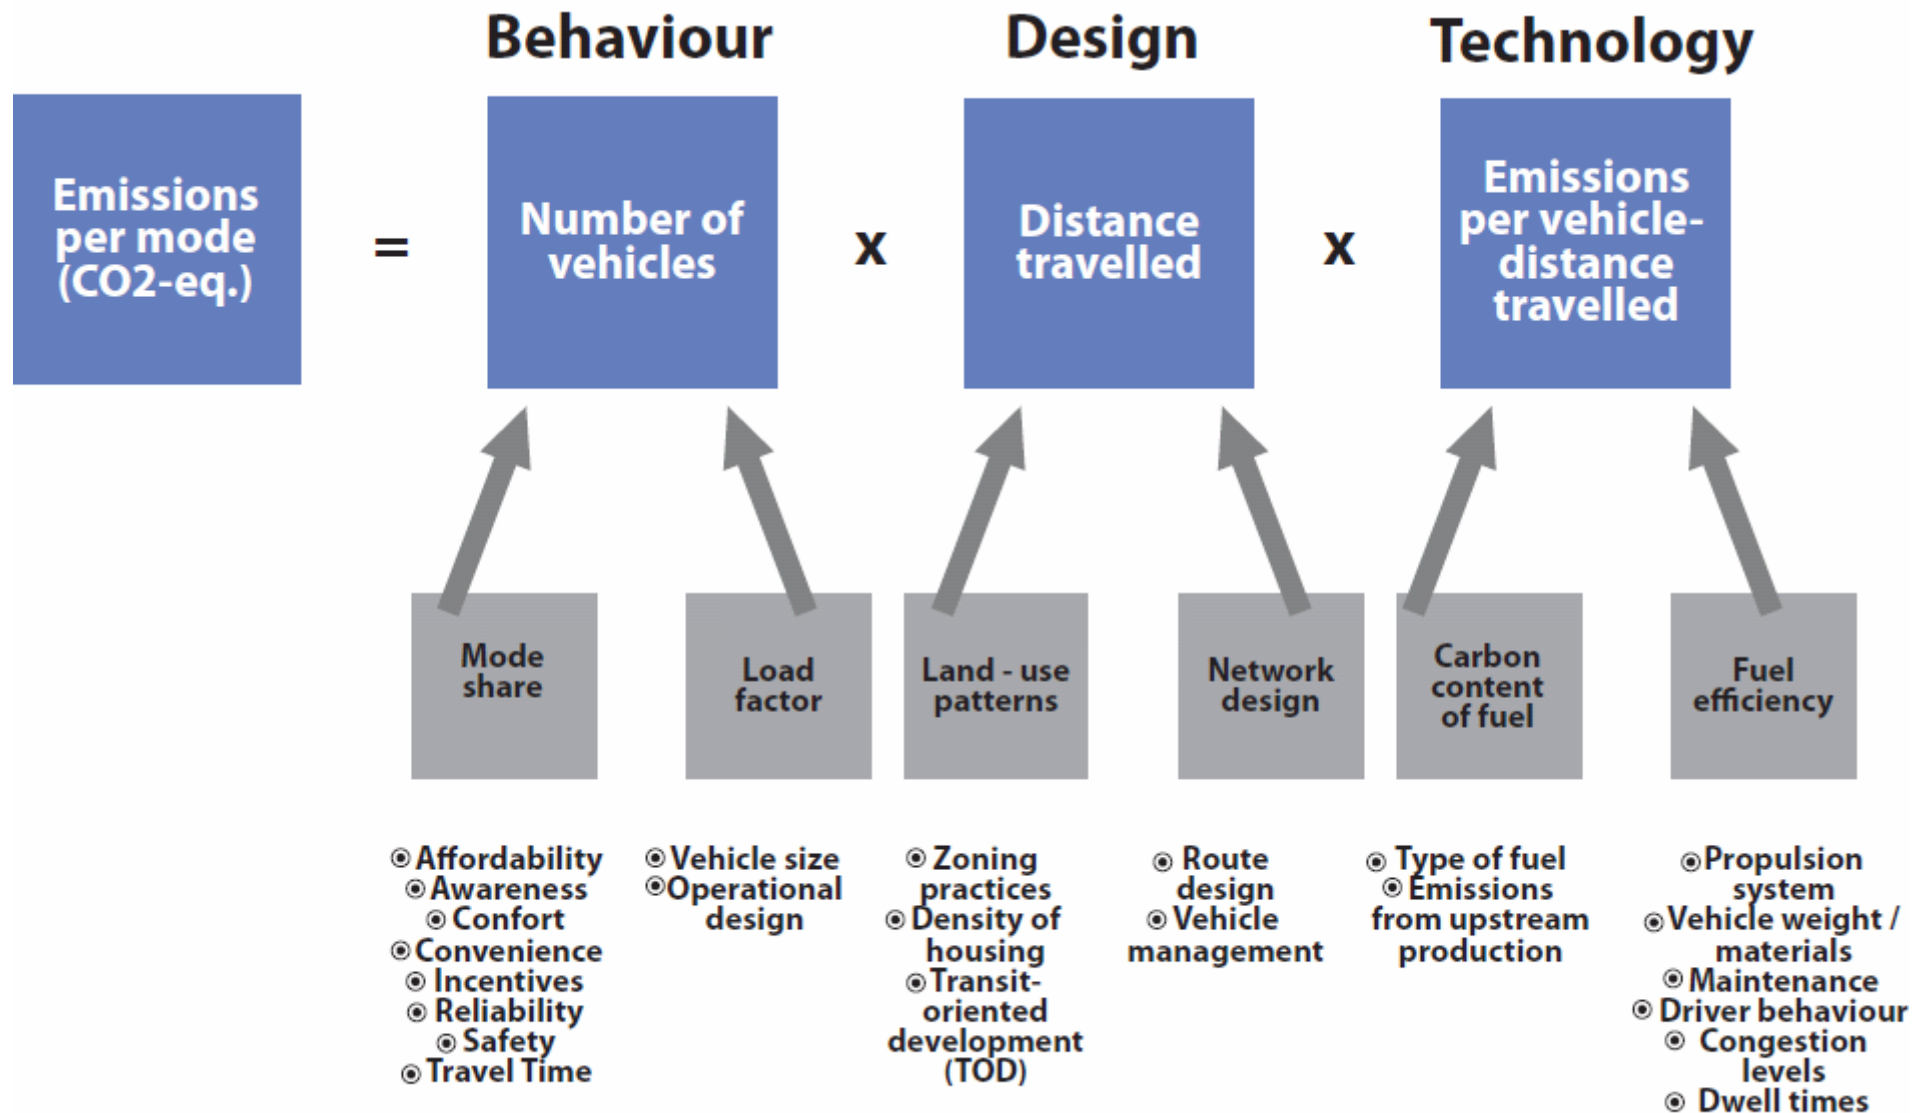 Behaviour
Design
Technology
Emissions
per mode
(CO2-eq.)
=
Number of
vehicles
x
Distance
travelled
x
Emissions
per vehicle-
distance
travelled
Mode
share
Load
factor
Land - use
patterns
Network
design
Carbon
content
of fuel
Fuel
efficiency
Affordability
Awareness
Confort
Convenience
Incentives
Reliability
Safety
Travel Time
Vehicle size
Operational
design
Zoning
practices
Density of
housing
Transit-
oriented
development
(TOD)
Route
design
Vehicle
management
Type of fuel
Emissions
from upstream
production
Propulsion
system
Vehicle weight /
materials
Maintenance
Driver behaviour
Congestion
levels
Dwell times